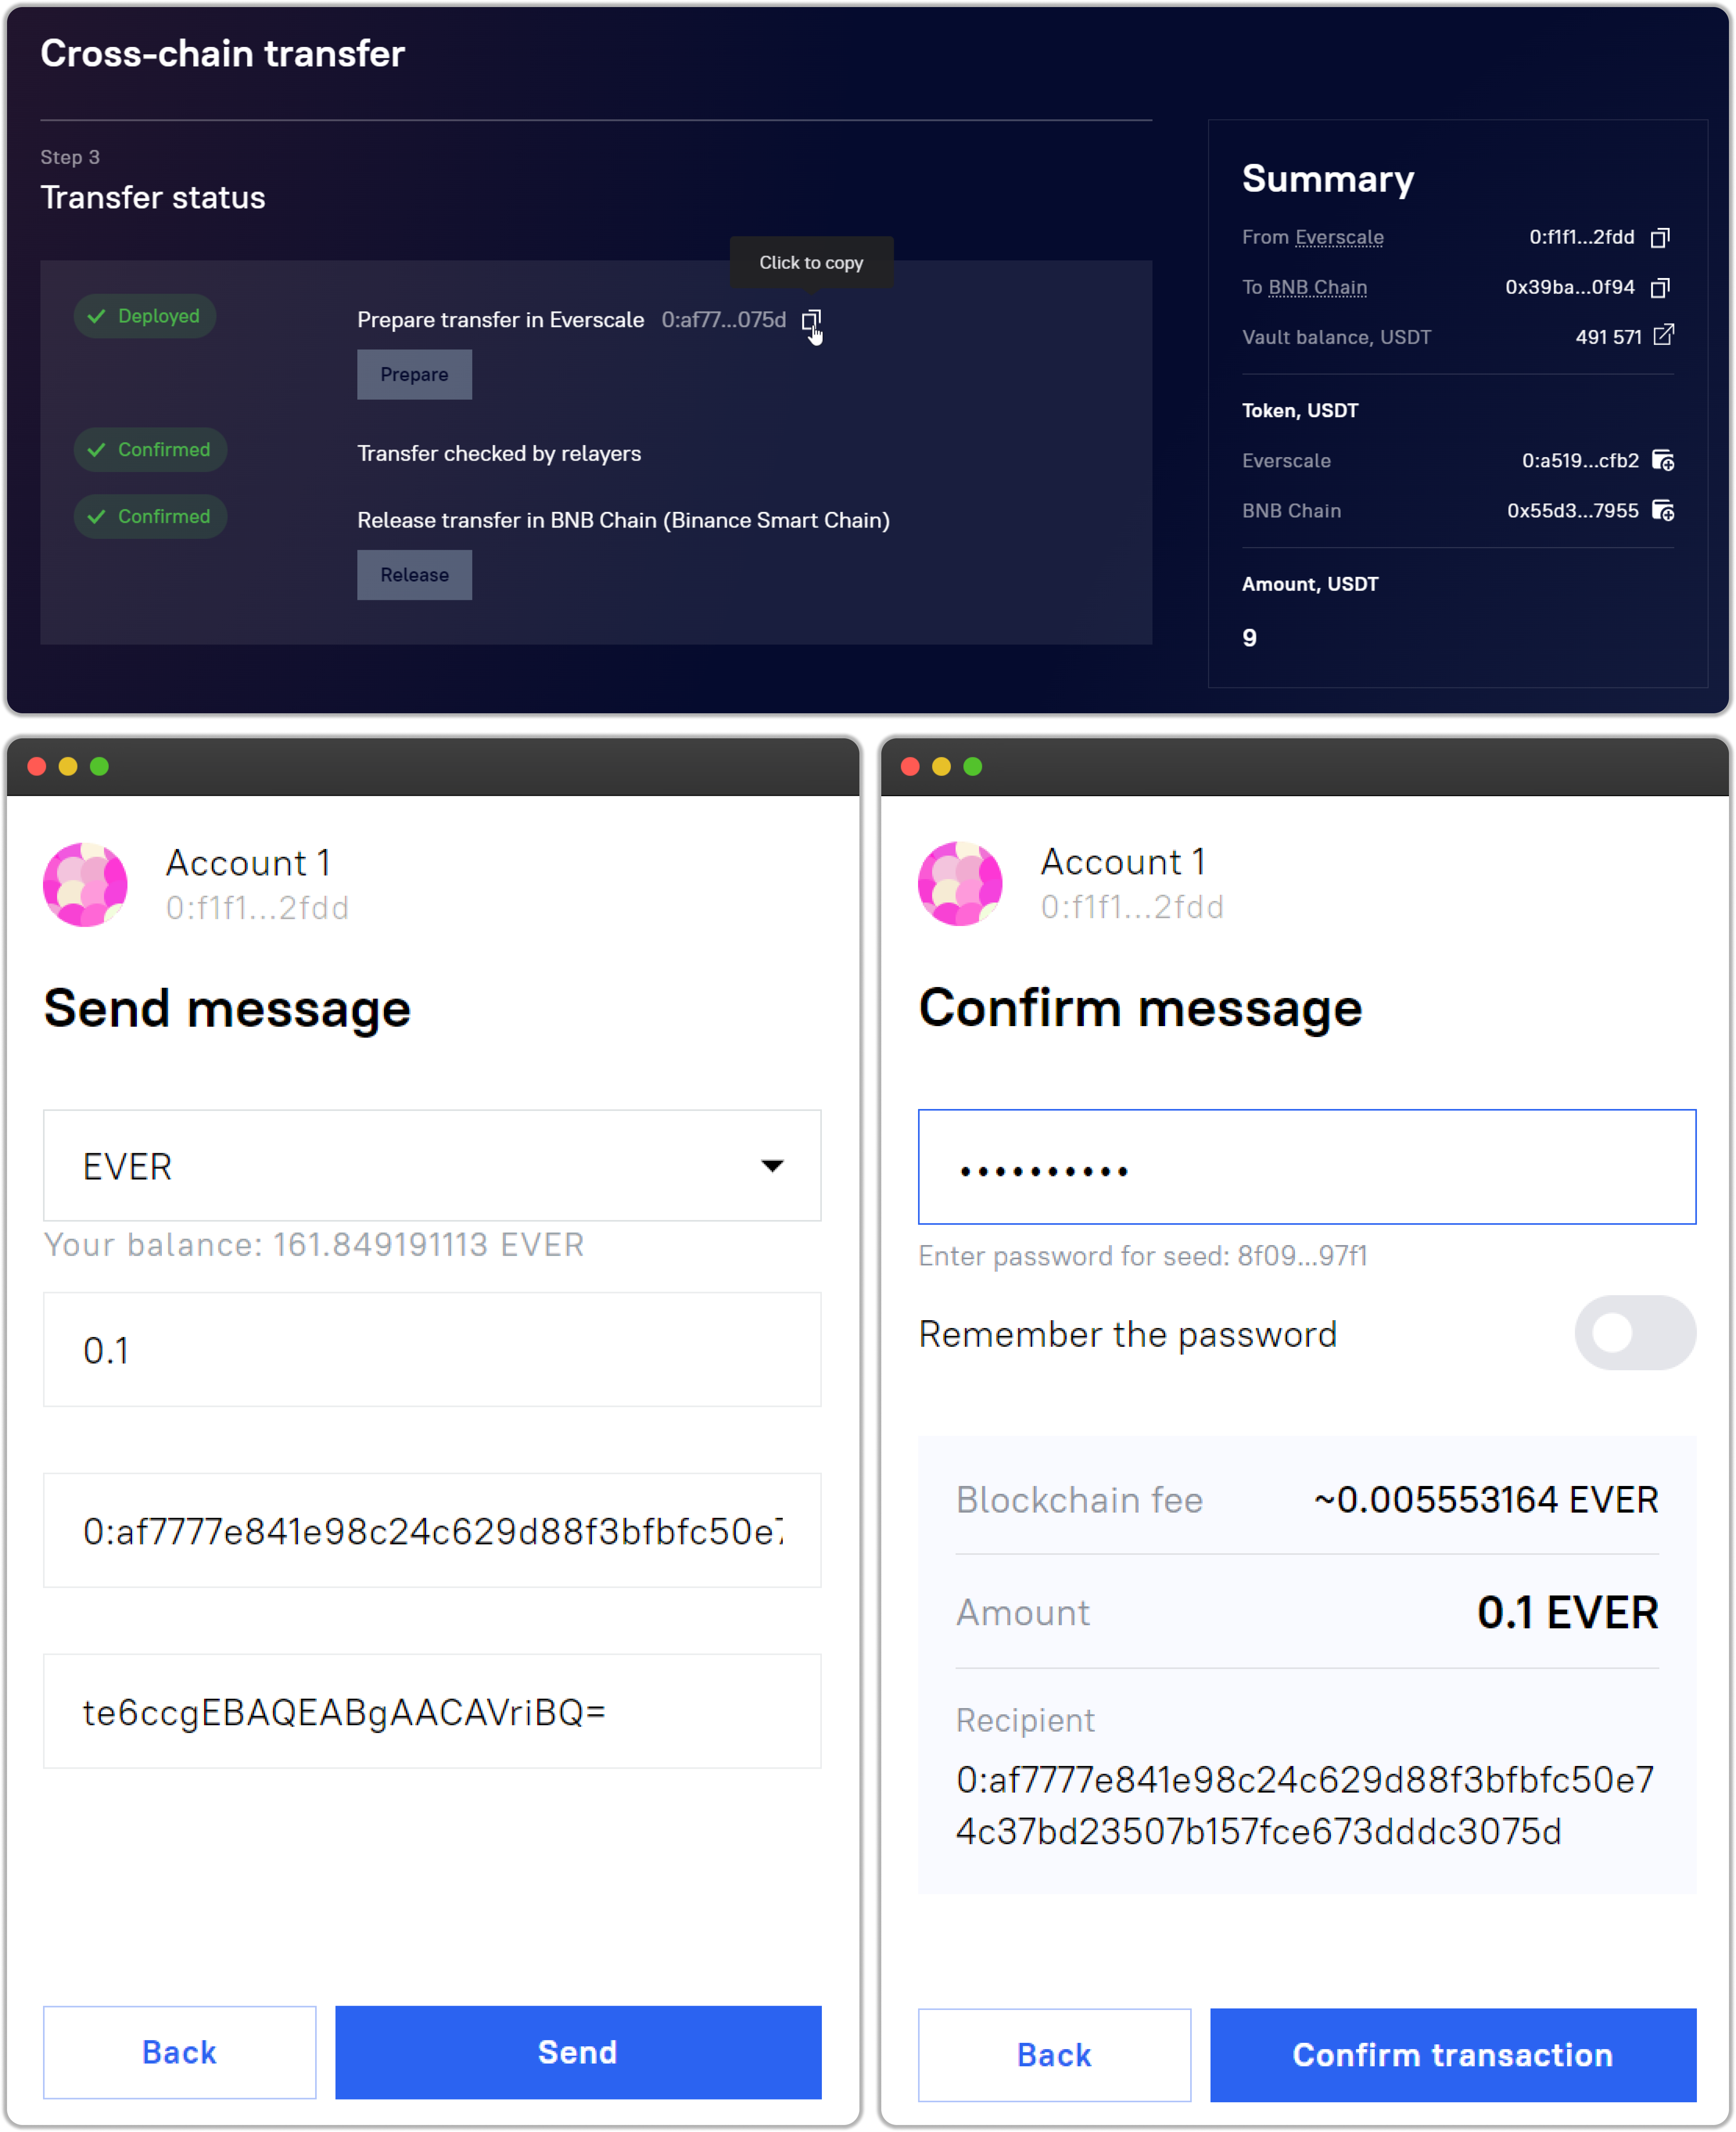 Cross-chain transfer
Step 3
Transfer status
Click to copy
Deployed
Prepare transfer in Everscale 0:af77...075d
Prepare
Confirmed
Transfer checked by relayers
Confirmed
Release transfer in BNB Chain (Binance Smart Chain)
Release
Summary
From Everscale 0:f1f1...2fdd
To BNB Chain 0x39ba...0f94
Vault balance, USDT 491 571
Token, USDT
Everscale 0:a519...cfb2
BNB Chain 0x55d3...7955
Amount, USDT
9
Account 1
0:f1f1...2fdd
Send message
EVER
Your balance: 161.849191113 EVER
0.1
0:af7777e841e98c24c629d88f3bfbfc50e7
te6ccgEBAQEABgAACAVriBQ=
Back
Send
Account 1
0:f1f1...2fdd
Confirm message
••••••••••
Enter password for seed: 8f09...97f1
Remember the password
Blockchain fee ~0.005553164 EVER
Amount 0.1 EVER
Recipient
0:af7777e841e98c24c629d88f3bfbfc50e7
4c37bd23507b157fce673dddc3075d
Back
Confirm transaction